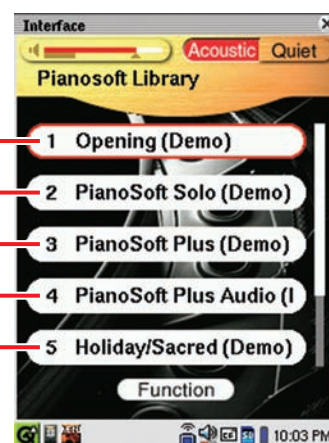 Interface
Acoustic Quiet
Pianosoft Library
1 Opening (Demo)
2 PianoSoft Solo (Demo)
3 PianoSoft Plus (Demo)
4 PianoSoft Plus Audio (
5 Holiday/Sacred (Demo)
Function
10:03 PM